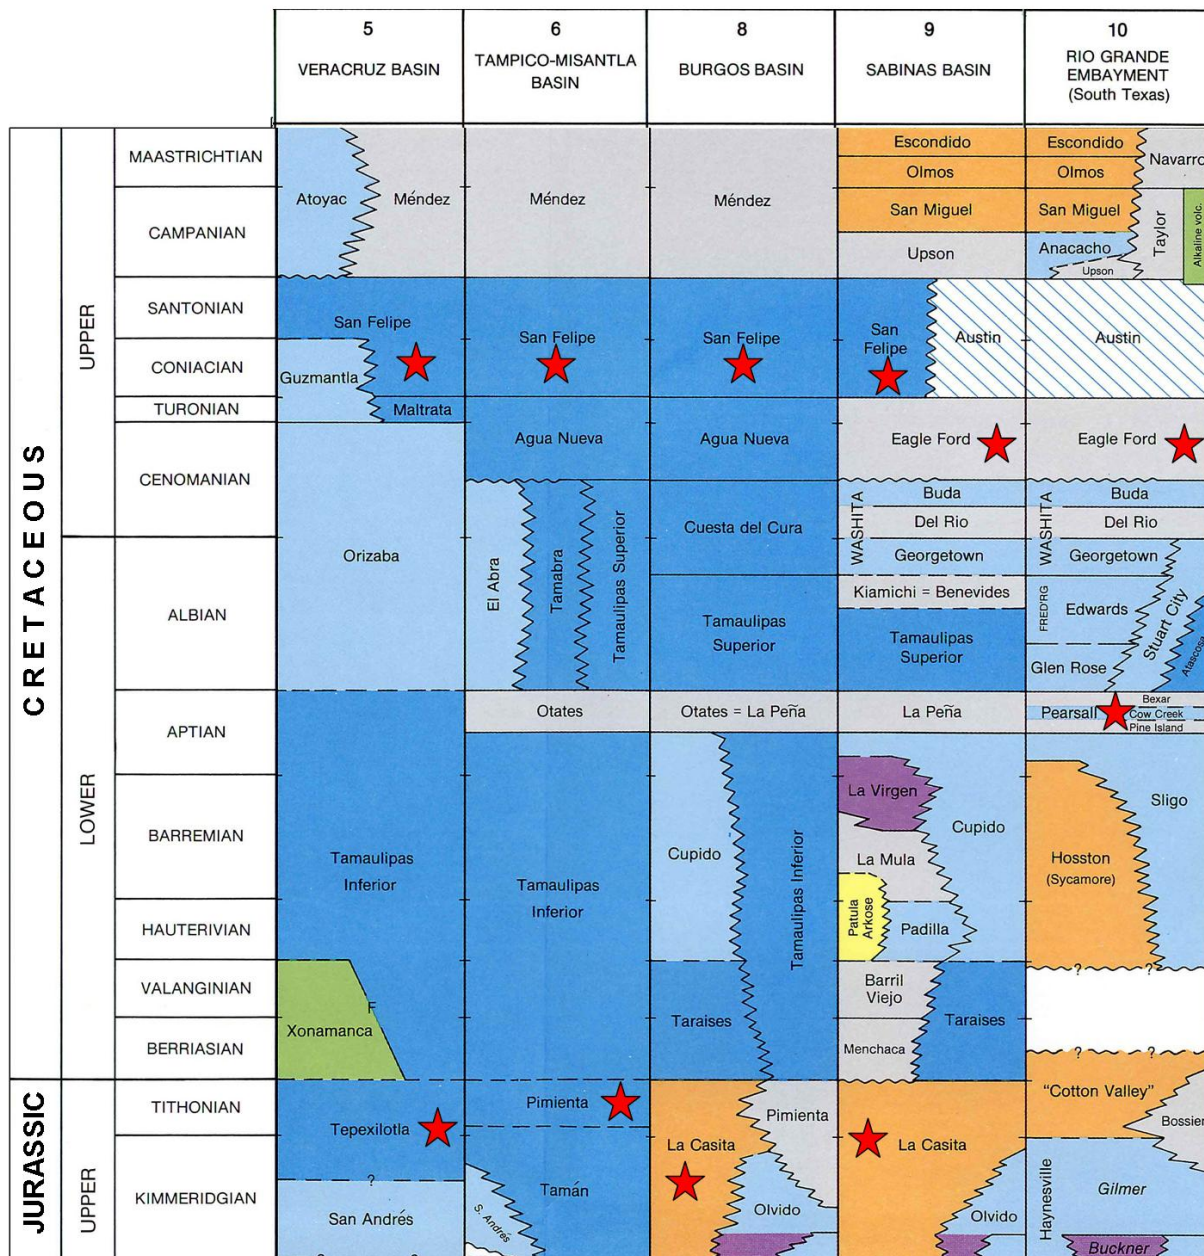 5
VERACRUZ BASIN
6
TAMPICO-MISANTLA
BASIN
8
BURGOS BASIN
9
SABINAS BASIN
10
RIO GRANDE
EMBAYMENT
(South Texas)
CRETACEOUS
UPPER
LOWER
JURASSIC
UPPER
MAASTRICHTIAN
CAMPANIAN
SANTONIAN
CONIACIAN
TURONIAN
CENOMANIAN
ALBIAN
APTIAN
BARREMIAN
HAUTERIVIAN
VALANGINIAN
BERRIASIAN
TITHONIAN
KIMMERIDGIAN
Atoyac
Méndez
San Felipe
Guzmantla
Maltrata
Orizaba
Tamaulipas
Inferior
Xonamanca
F
Tepexilotla
?
San Andrés
?
?
Méndez
San Felipe
Agua Nueva
El Abra
Tamabra
Tamaulipas Superior
Otates
Tamaulipas
Inferior
Pimienta
Tamán
S. Andrés
Méndez
San Felipe
Agua Nueva
Cuesta del Cura
Tamaulipas
Superior
Otates = La Peña
Cupido
Tamaulipas Inferior
Taraises
La Casita
Pimienta
Olvido
Escondido
Olmos
San Miguel
Upson
San
Felipe
Austin
Eagle Ford
WASHITA
Buda
Del Rio
Georgetown
Kiamichi = Benevides
Tamaulipas
Superior
La Peña
La Virgen
Cupido
La Mula
Patula
Arkose
Padilla
Barril
Viejo
Taraises
Menchaca
La Casita
Olvido
Escondido
Navarro
Olmos
San Miguel
Taylor
Alkaline volc.
Anacacho
Upson
Austin
Eagle Ford
WASHITA
Buda
Del Rio
Georgetown
FRED'RG
Edwards
Stuart City
Atascosa
Glen Rose
Bexar
Pearsall
Cow Creek
Pine Island
Sligo
Hosston
(Sycamore)
? ?
? ?
"Cotton Valley"
Bossier
Haynesville
Gilmer
Buckner